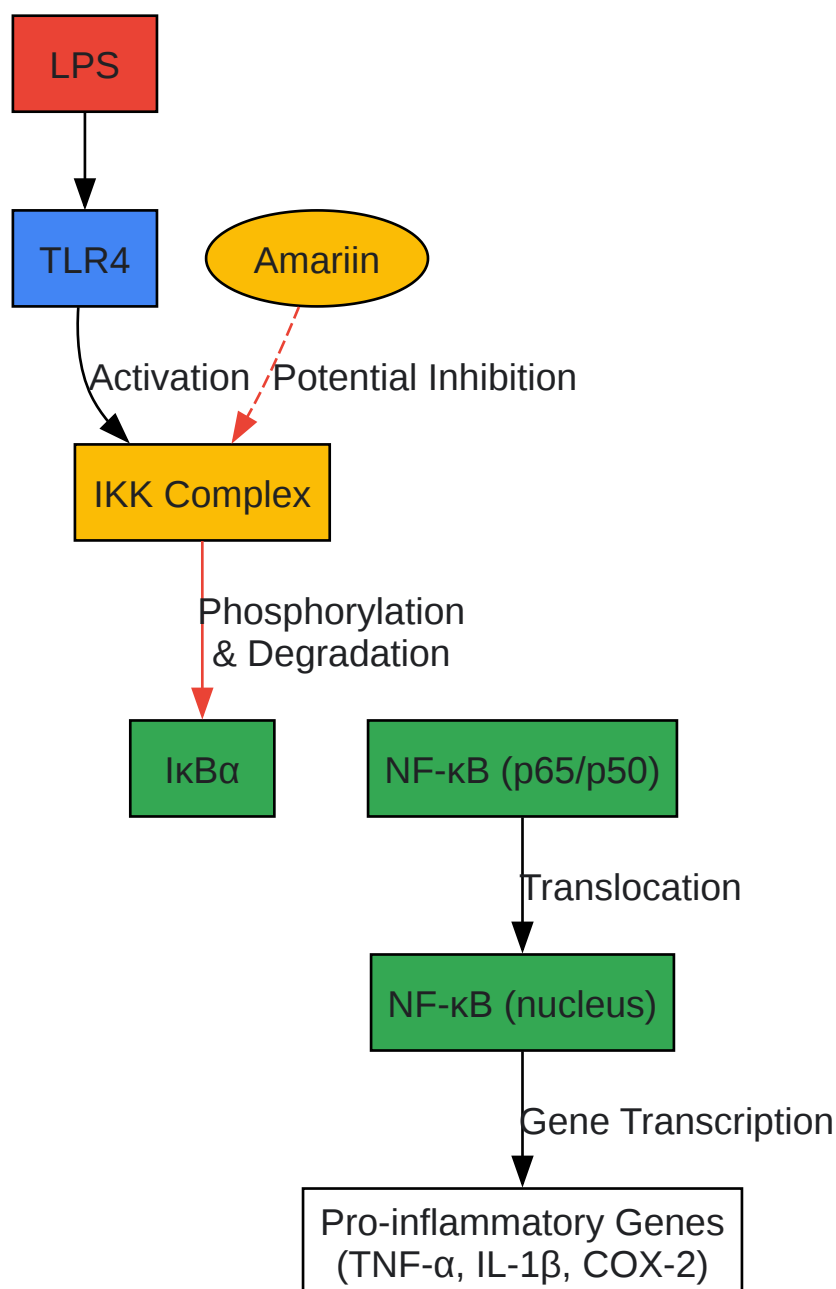 LPS
TLR4
Amariin
Activation
Potential Inhibition
IKK Complex
Phosphorylation
& Degradation
IκBα
NF-κB (p65/p50)
Translocation
NF-κB (nucleus)
Gene Transcription
Pro-inflammatory Genes
(TNF-α, IL-1β, COX-2)